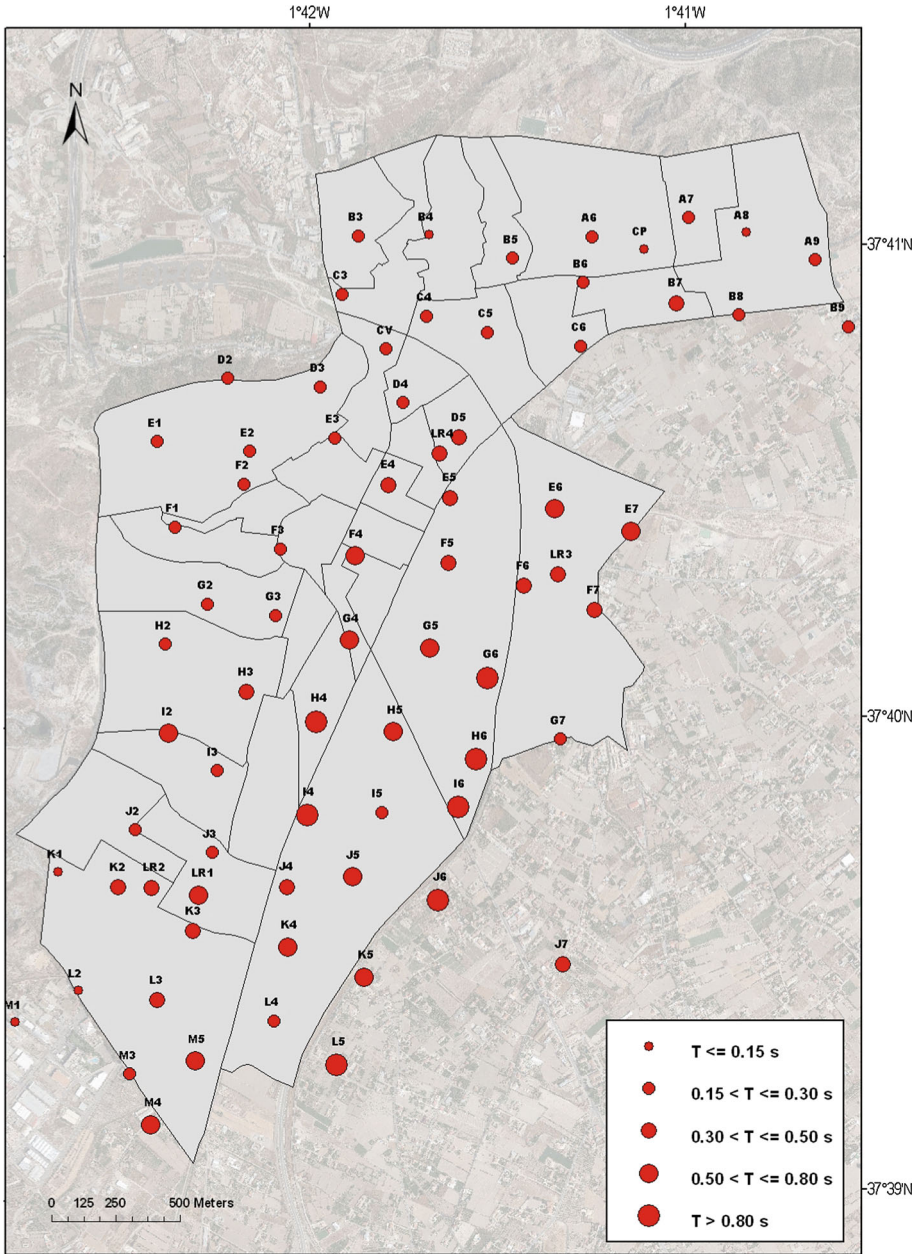 1°42'W 1°41'W
N
B3 B4 A6 CP A7 A8
B5 A9
37°41'N
C3 B6 B7 B8 B9
C4 C5 C6
CV
D2 D3
D4
E1 E2 E3 LR4 D5
F2 E4 E5 E6
E7
F1 F3 F4 F5 F6 LR3
F7
G2 G3
H2 G4 G5 G6
H3
I2 H4 H5 H6 G7
37°40'N
I3
I4 I5 I6
J2
J3
K1 K2 LR2 LR1 J4 J5 J6
K3
K4 K5 J7
L2
L3 L4
M1
M3 M5 L5
M4
T <= 0.15 s
0.15 < T <= 0.30 s
0.30 < T <= 0.50 s
0.50 < T <= 0.80 s
T > 0.80 s
37°39'N
0 125 250 500 Meters